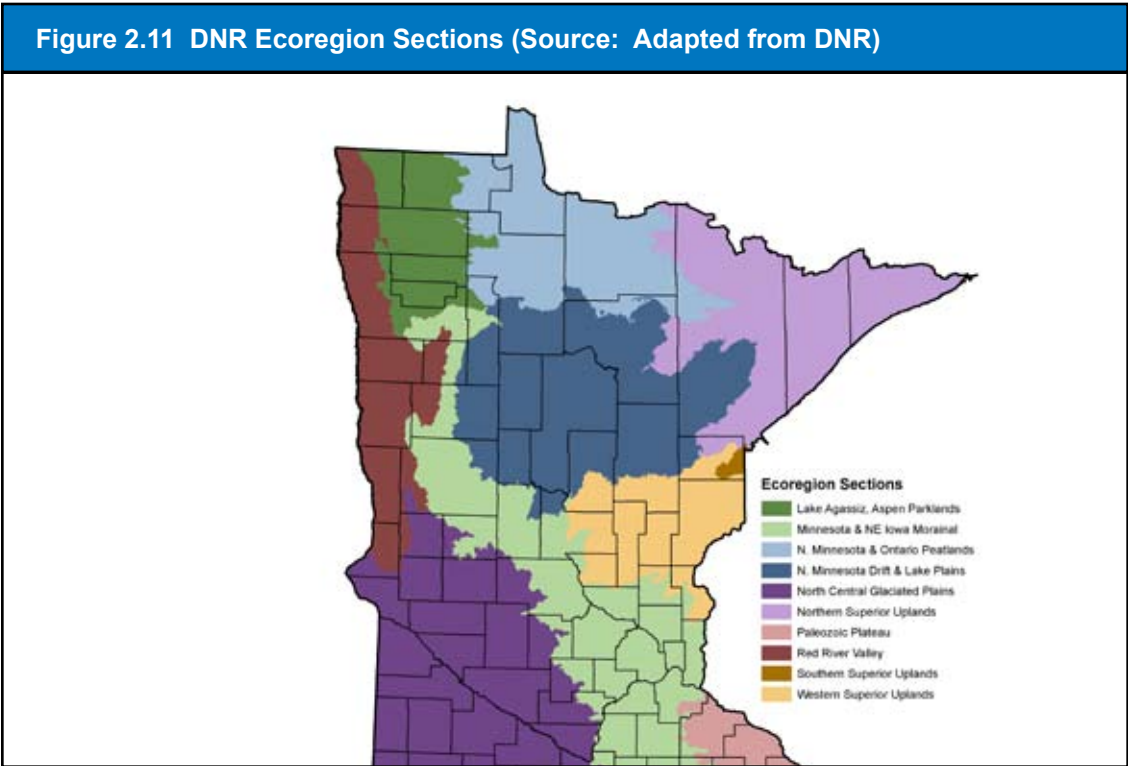 Figure 2.11 DNR Ecoregion Sections (Source: Adapted from DNR)
Ecoregion Sections
Lake Agassiz, Aspen Parklands
Minnesota & NE Iowa Morainal
N. Minnesota & Ontario Peatlands
N. Minnesota Drift & Lake Plains
North Central Glaciated Plains
Northern Superior Uplands
Paleozoic Plateau
Red River Valley
Southern Superior Uplands
Western Superior Uplands